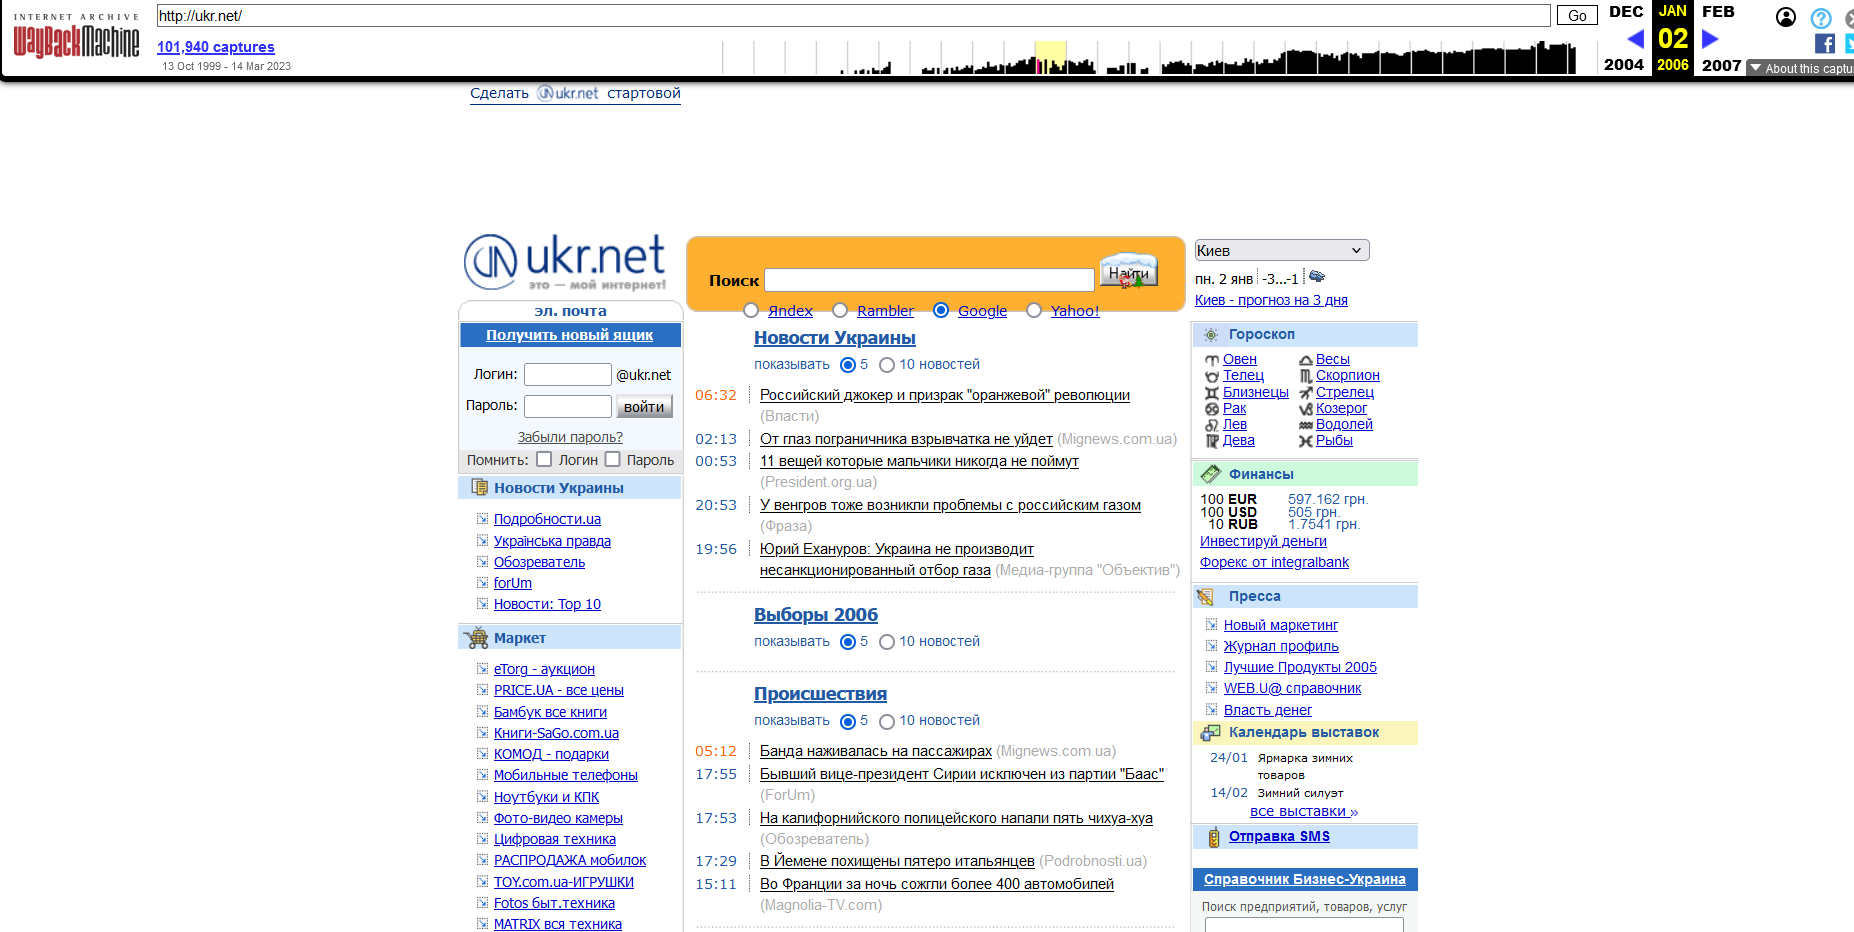 INTERNET ARCHIVE
WayBackMachine
http://ukr.net/
Go
101,940 captures
13 Oct 1999 - 14 Mar 2023
DEC JAN FEB
02
2004 2006 2007
?
f
▼ About this captu
Сделать ukr.net стартовой
ukr.net
это — мой интернет!
Поиск
Найти
Яndex Rambler Google Yahoo!
Киев
пн. 2 янв -3...-1
Киев - прогноз на 3 дня
эл. почта
Получить новый ящик
Логин: @ukr.net
Пароль: войти
Забыли пароль?
Помнить: Логин Пароль
Новости Украины
Подробности.ua
Українська правда
Обозреватель
forUm
Новости: Top 10
Маркет
eTorg - аукцион
PRICE.UA - все цены
Бамбук все книги
Книги-SaGo.com.ua
КОМОД - подарки
Мобильные телефоны
Ноутбуки и КПК
Фото-видео камеры
Цифровая техника
РАСПРОДАЖА мобилок
TOY.com.ua-ИГРУШКИ
Fotos быт.техника
MATRIX вся техника
Новости Украины
показывать 5 10 новостей
06:32 Российский джокер и призрак "оранжевой" революции
(Власти)
02:13 От глаз пограничника взрывчатка не уйдет (Mignews.com.ua)
00:53 11 вещей которые мальчики никогда не поймут
(President.org.ua)
20:53 У венгров тоже возникли проблемы с российским газом
(Фраза)
19:56 Юрий Ехануров: Украина не производит
несанкционированный отбор газа (Медиа-группа "Объектив")
Выборы 2006
показывать 5 10 новостей
Происшествия
показывать 5 10 новостей
05:12 Банда наживалась на пассажирах (Mignews.com.ua)
17:55 Бывший вице-президент Сирии исключен из партии "Баас"
(ForUm)
17:53 На калифорнийского полицейского напали пять чихуа-хуа
(Обозреватель)
17:29 В Йемене похищены пятеро итальянцев (Podrobnosti.ua)
15:11 Во Франции за ночь сожгли более 400 автомобилей
(Magnolia-TV.com)
Гороскоп
Овен Весы
Телец Скорпион
Близнецы Стрелец
Рак Козерог
Лев Водолей
Дева Рыбы
Финансы
100 EUR 597.162 грн.
100 USD 505 грн.
10 RUB 1.7541 грн.
Инвестируй деньги
Форекс от integralbank
Пресса
Новый маркетинг
Журнал профиль
Лучшие Продукты 2005
WEB.U@ справочник
Власть денег
Календарь выставок
24/01 Ярмарка зимних
товаров
14/02 Зимний силуэт
все выставки »
Отправка SMS
Справочник Бизнес-Украина
Поиск предприятий, товаров, услуг